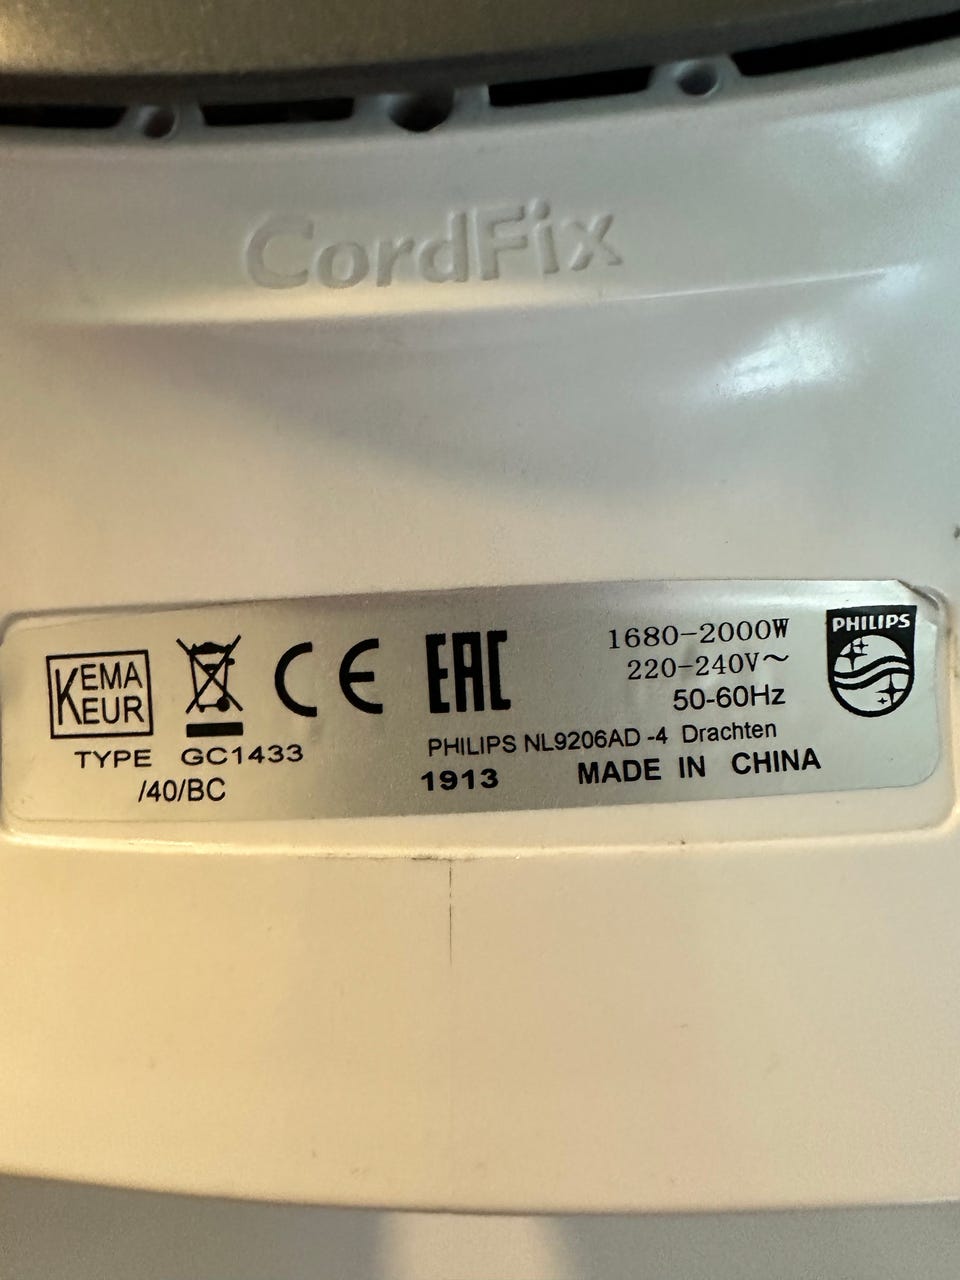 CordFix
KEMA
KEUR
CE
EAC
1680-2000W
220-240V~
50-60Hz
PHILIPS
TYPE GC1433
/40/BC
PHILIPS NL9206AD -4 Drachten
1913 MADE IN CHINA